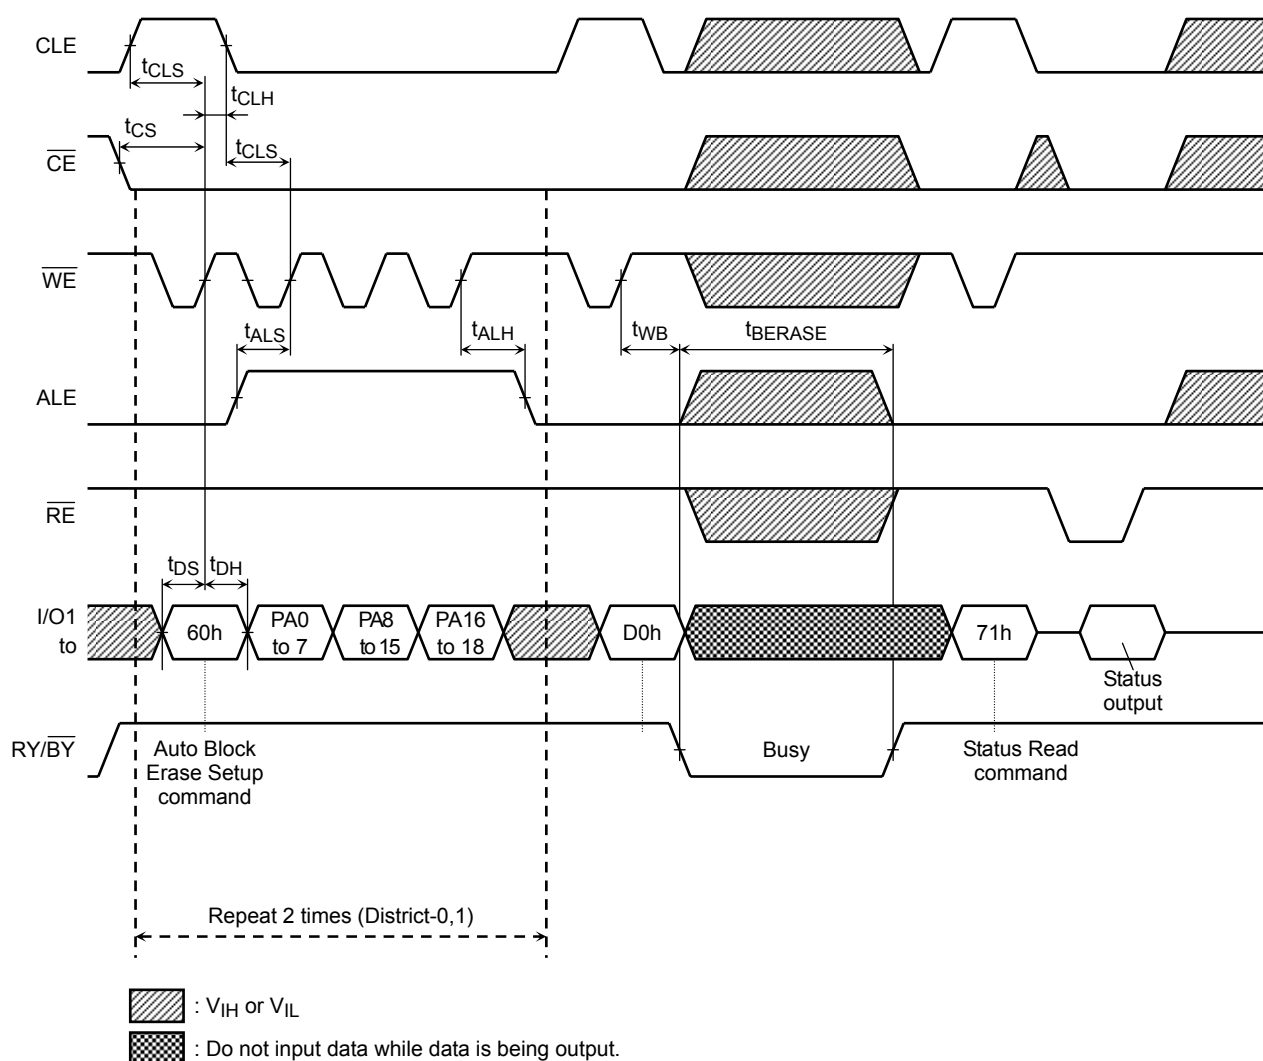 CLE
tCLS
tCLH
tCS
tCLS
CE
WE
tALS
tALH
tWB
tBERASE
ALE
RE
tDS
tDH
I/O1
to
60h
PA0
to 7
PA8
to 15
PA16
to 18
D0h
71h
Status
output
RY/BY
Auto Block
Erase Setup
command
Busy
Status Read
command
Repeat 2 times (District-0,1)
: VIH or VIL
: Do not input data while data is being output.